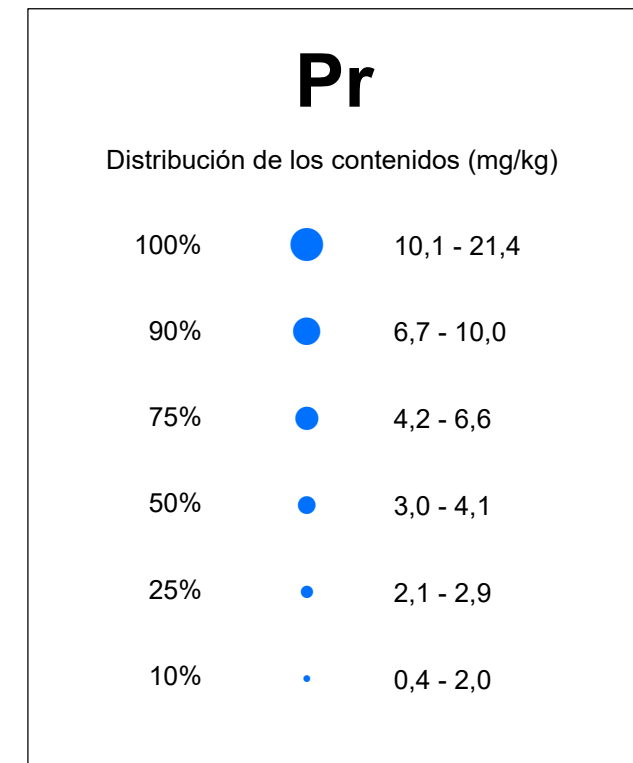 Pr
Distribución de los contenidos (mg/kg)
100% 10,1 - 21,4
90% 6,7 - 10,0
75% 4,2 - 6,6
50% 3,0 - 4,1
25% 2,1 - 2,9
10% 0,4 - 2,0